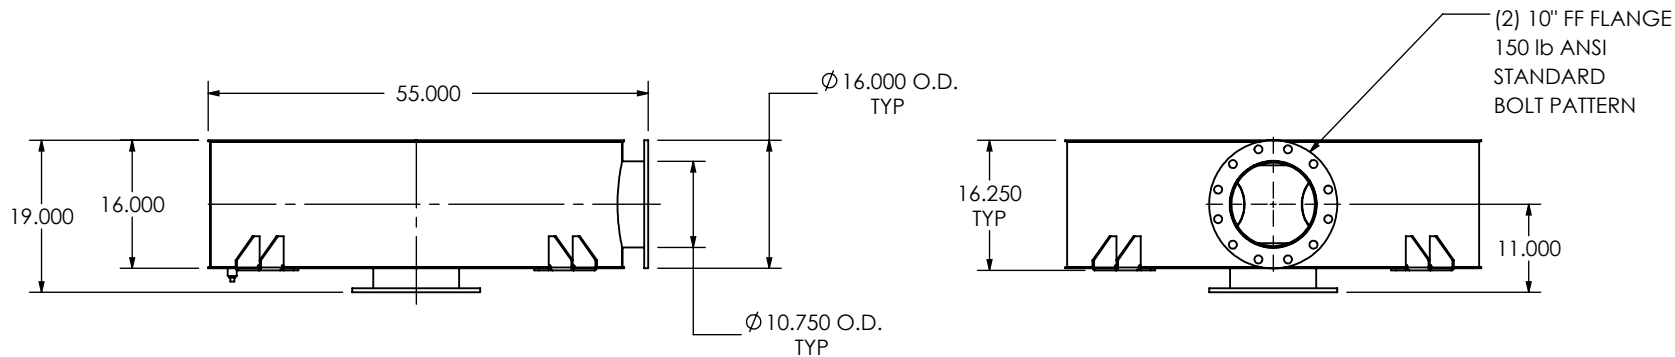 55.000
Ø 16.000 O.D.
TYP
19.000
16.000
Ø 10.750 O.D.
TYP
(2) 10" FF FLANGE
150 lb ANSI
STANDARD
BOLT PATTERN
16.250
TYP
11.000